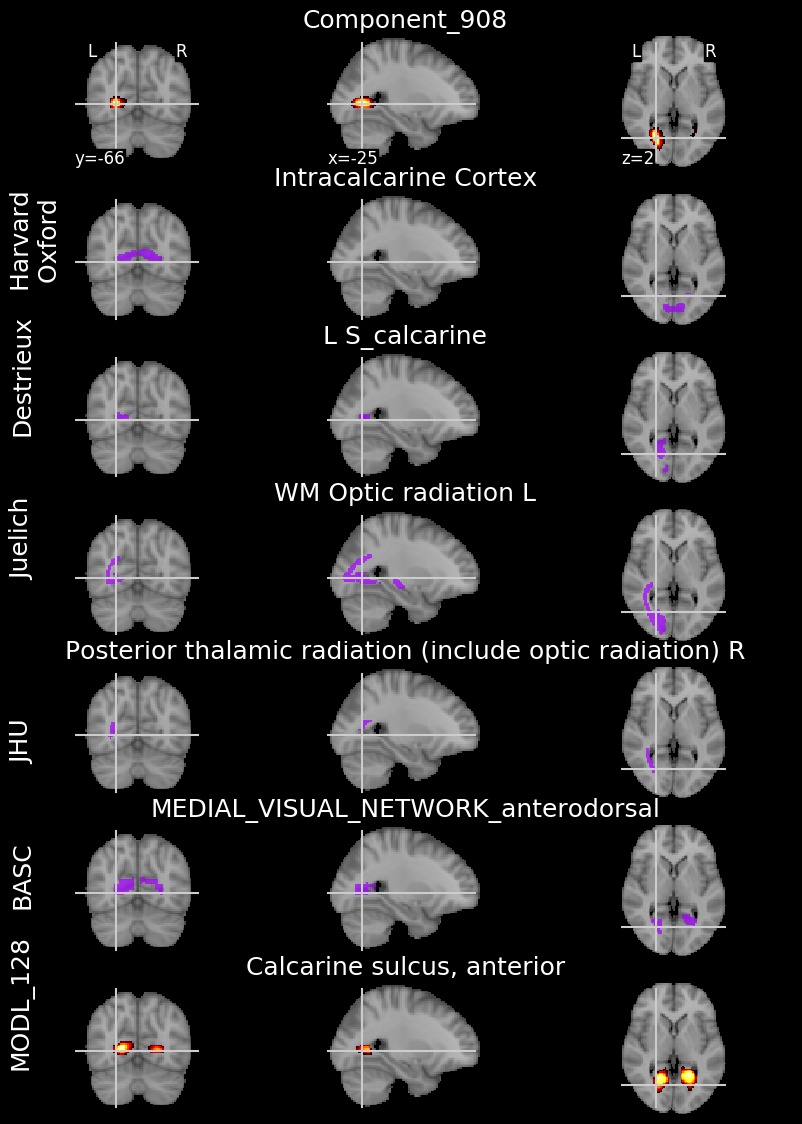 Component_908
L R
L R
y=-66
x=-25
z=2
Intracalcarine Cortex
Harvard
Oxford
L S_calcarine
Destrieux
WM Optic radiation L
Juelich
Posterior thalamic radiation (include optic radiation) R
JHU
MEDIAL_VISUAL_NETWORK_anterodorsal
BASC
Calcarine sulcus, anterior
MODL_128